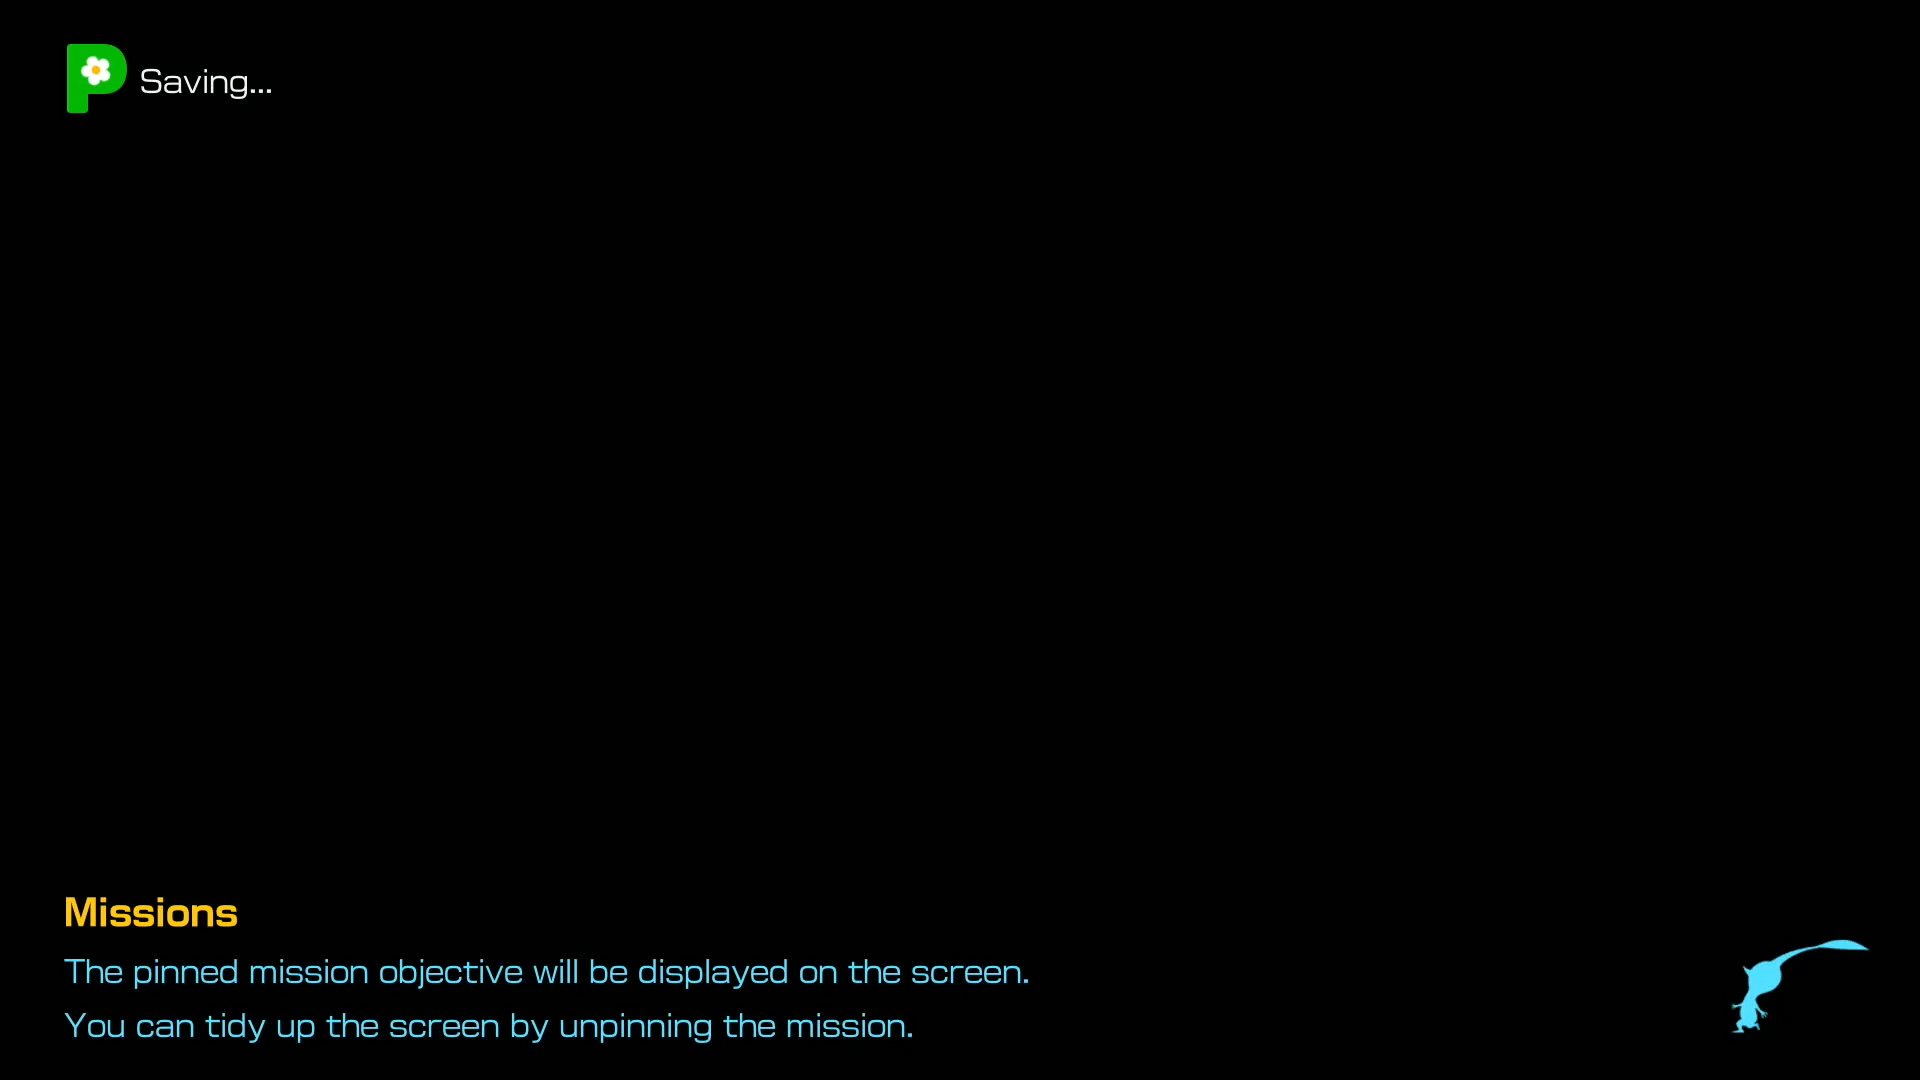 P Saving...
Missions
The pinned mission objective will be displayed on the screen.
You can tidy up the screen by unpinning the mission.